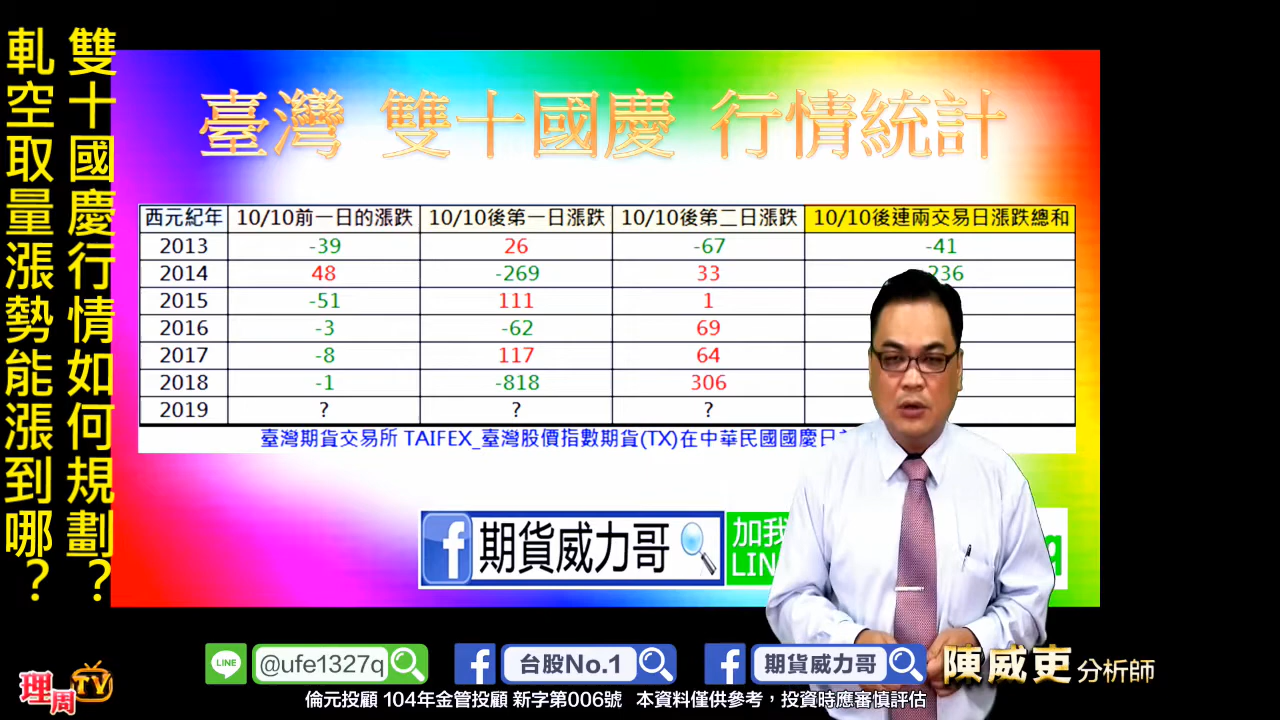 雙十國慶行情如何規劃？
軋空取量漲勢能漲到哪？
臺灣 雙十國慶 行情統計
西元紀年 10/10前一日的漲跌 10/10後第一日漲跌 10/10後第二日漲跌 10/10後連兩交易日漲跌總和
2013 -39 26 -67 -41
2014 48 -269 33 236
2015 -51 111 1
2016 -3 -62 69
2017 -8 117 64
2018 -1 -818 306
2019 ? ? ?
臺灣期貨交易所 TAIFEX_臺灣股價指數期貨(TX)在中華民國國慶日
期貨威力哥
加我
LIN
q
LINE @ufe1327q 台股No.1 期貨威力哥 陳威吏 分析師
理周TV
倫元投顧 104年金管投顧 新字第006號 本資料僅供參考，投資時應審慎評估